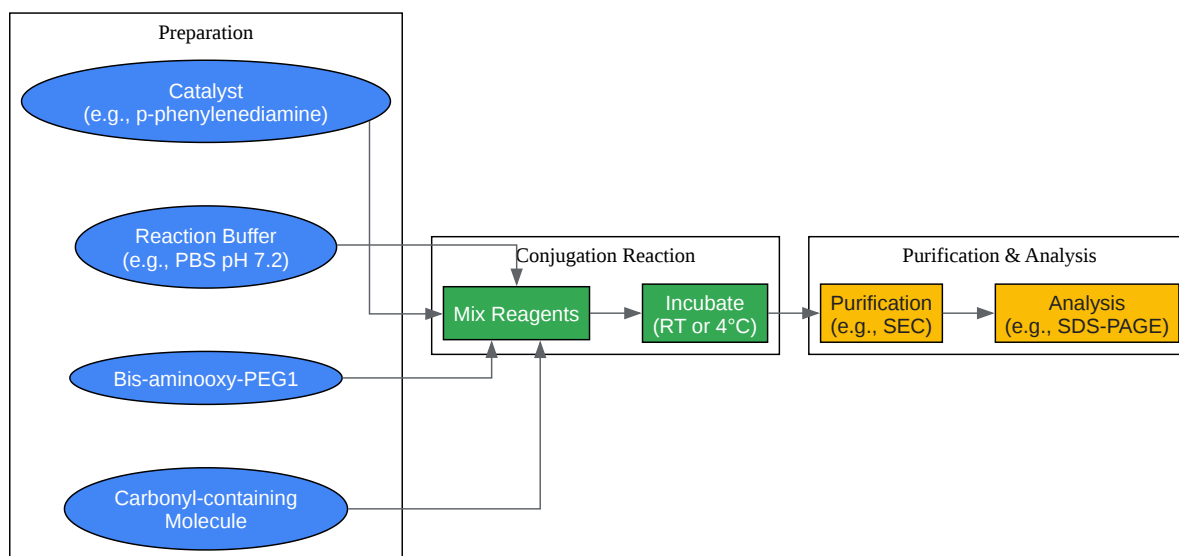 Preparation
Catalyst
(e.g., p-phenylenediamine)
Reaction Buffer
(e.g., PBS pH 7.2)
Bis-aminooxy-PEG1
Carbonyl-containing
Molecule
Conjugation Reaction
Mix Reagents
Incubate
(RT or 4°C)
Purification & Analysis
Purification
(e.g., SEC)
Analysis
(e.g., SDS-PAGE)